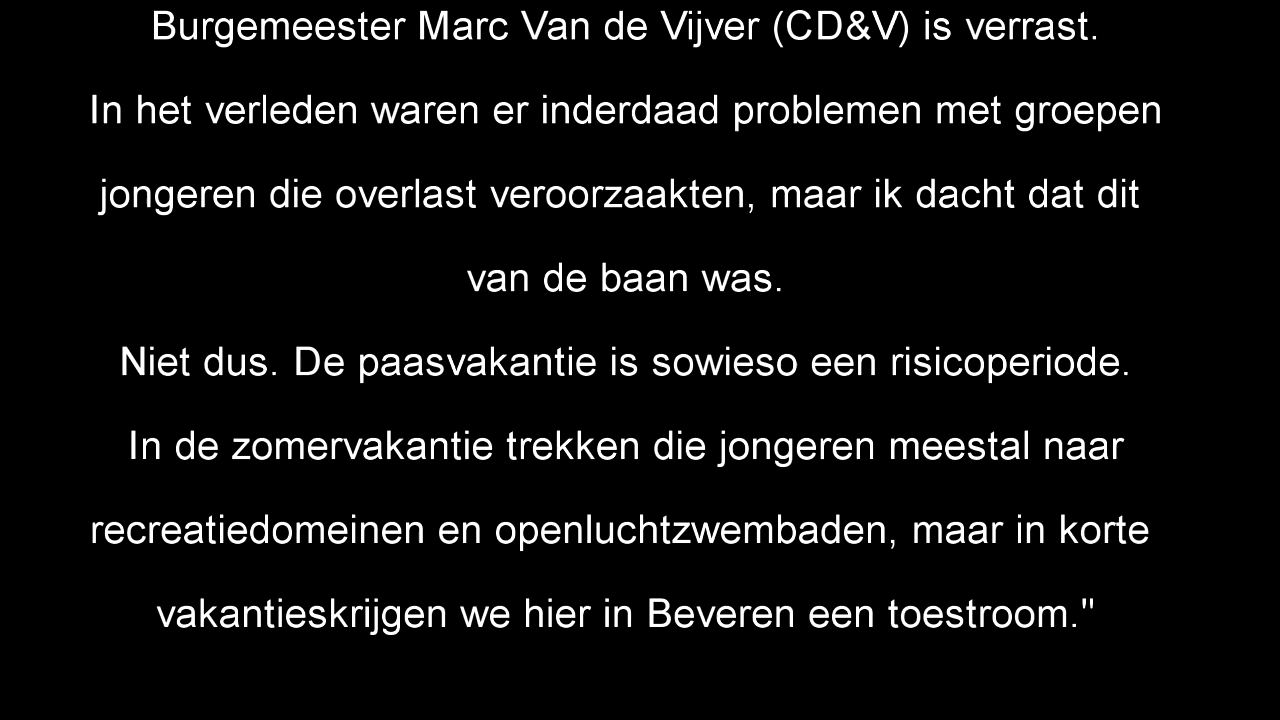 Burgemeester Marc Van de Vijver (CD&V) is verrast.
In het verleden waren er inderdaad problemen met groepen
jongeren die overlast veroorzaakten, maar ik dacht dat dit
van de baan was.
Niet dus. De paasvakantie is sowieso een risicoperiode.
In de zomervakantie trekken die jongeren meestal naar
recreatiedomeinen en openluchtzwembaden, maar in korte
vakantieskrijgen we hier in Beveren een toestroom."